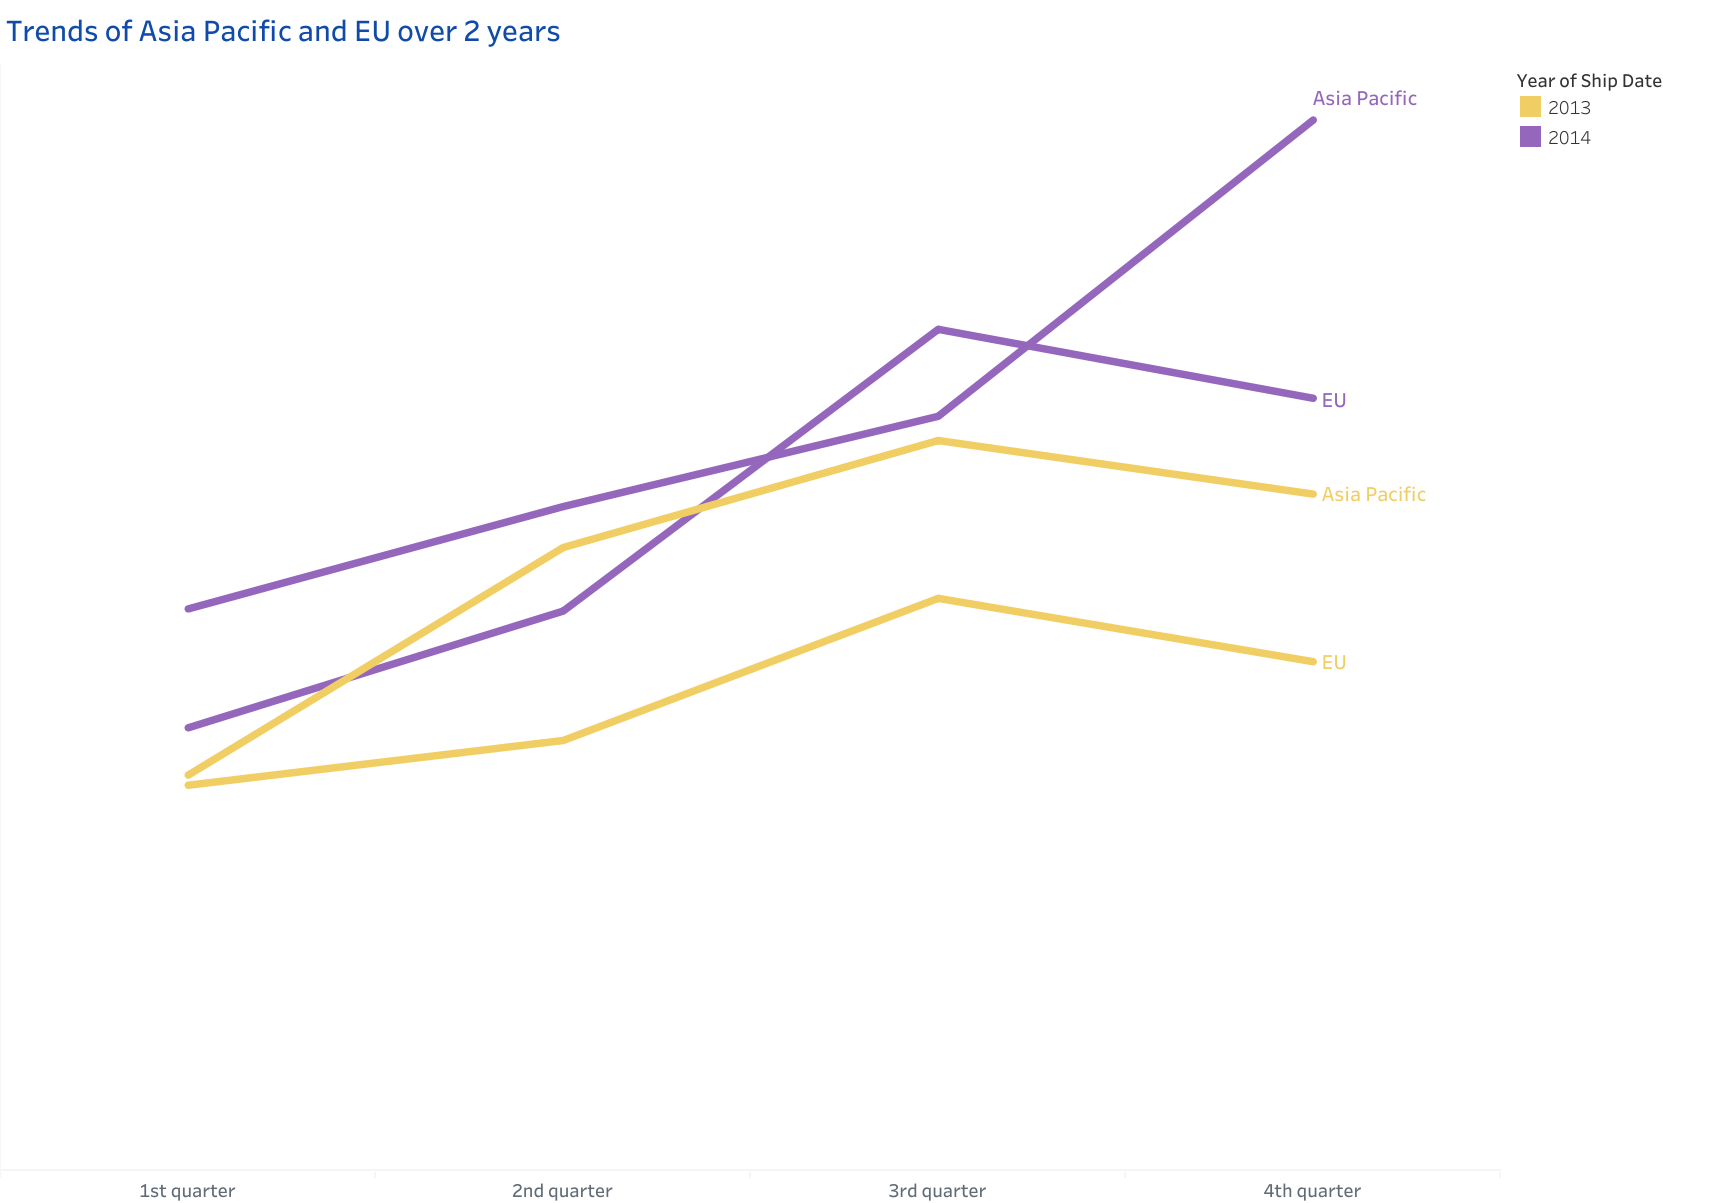 Trends of Asia Pacific and EU over 2 years
Year of Ship Date
2013
2014
Asia Pacific
EU
Asia Pacific
EU
1st quarter
2nd quarter
3rd quarter
4th quarter